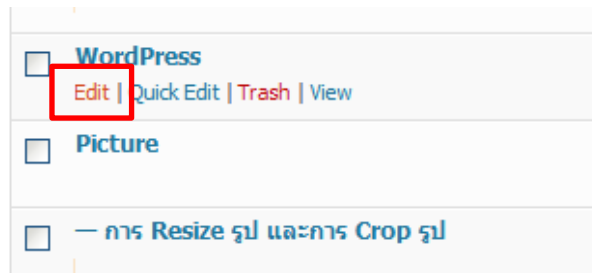 WordPress
Edit | Quick Edit | Trash | View
Picture
— การ Resize รูป และการ Crop รูป